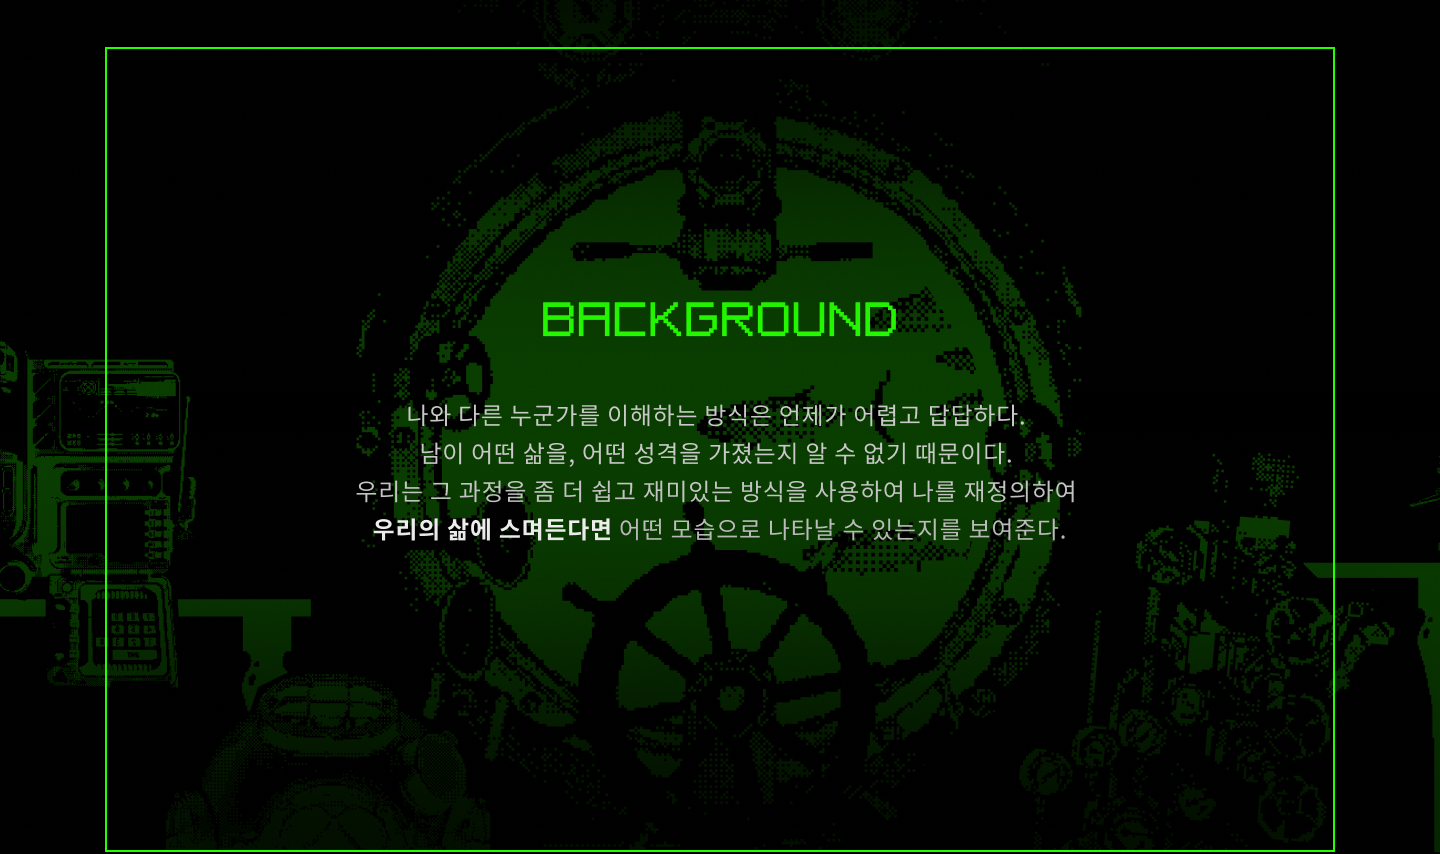 BACKGROUND
나와 다른 누군가를 이해하는 방식은 언제가 어렵고 답답하다.
남이 어떤 삶을, 어떤 성격을 가졌는지 알 수 없기 때문이다.
우리는 그 과정을 좀 더 쉽고 재미있는 방식을 사용하여 나를 재정의하여
우리의 삶에 스며든다면 어떤 모습으로 나타날 수 있는지를 보여준다.